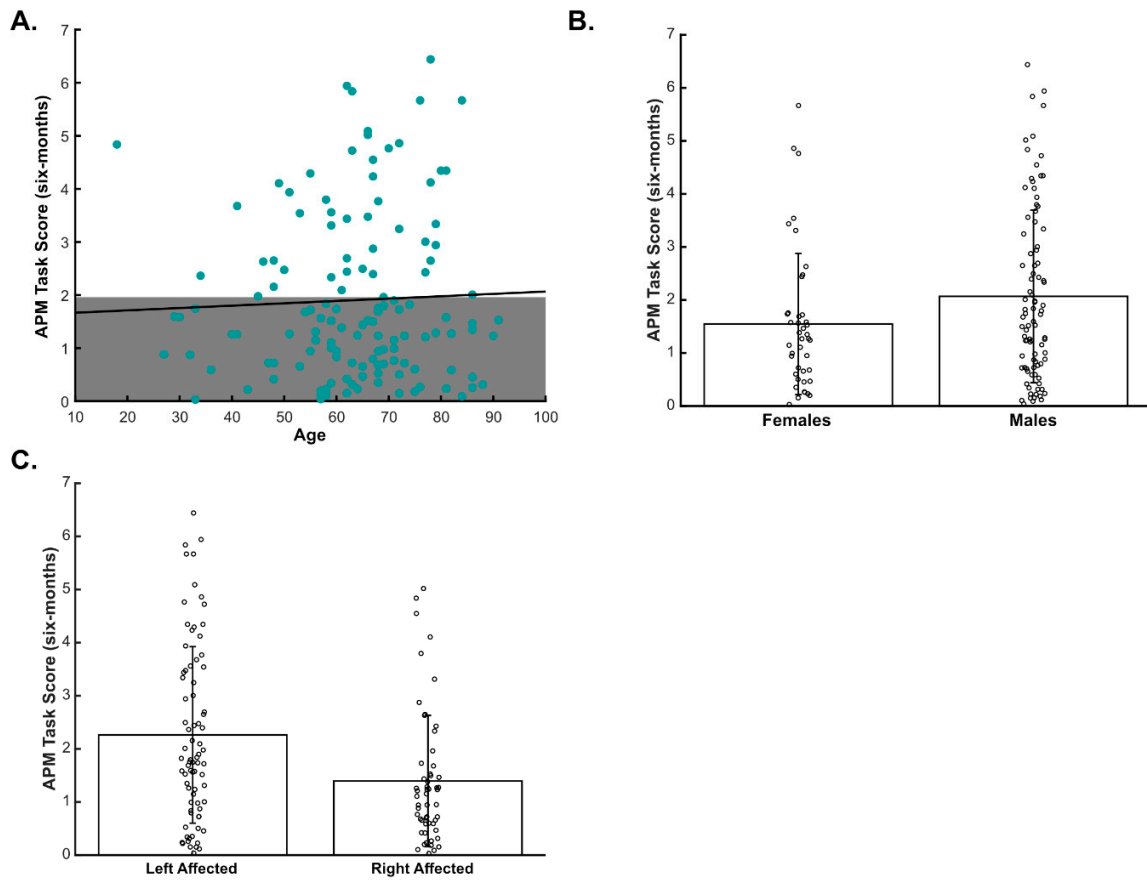 A.
APM Task Score (six-months)
7
6
5
4
3
2
1
0
10 20 30 40 50 60 70 80 90 100
Age
B.
APM Task Score (six-months)
7
6
5
4
3
2
1
0
Females Males
C.
APM Task Score (six-months)
7
6
5
4
3
2
1
0
Left Affected Right Affected